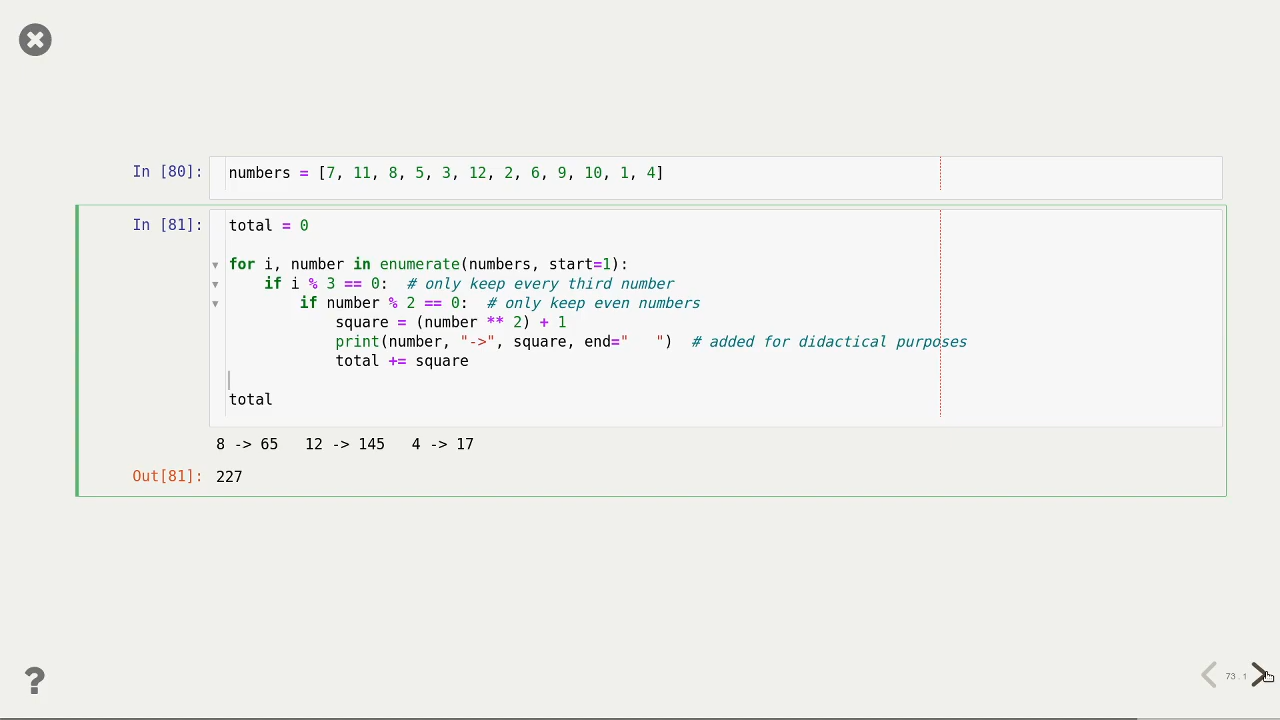 In [80]: numbers = [7, 11, 8, 5, 3, 12, 2, 6, 9, 10, 1, 4]
In [81]: total = 0
for i, number in enumerate(numbers, start=1):
    if i % 3 == 0:  # only keep every third number
        if number % 2 == 0:  # only keep even numbers
            square = (number ** 2) + 1
            print(number, "->", square, end="   ")  # added for didactical purposes
            total += square
total
8 -> 65   12 -> 145   4 -> 17
Out[81]: 227
?
73.1